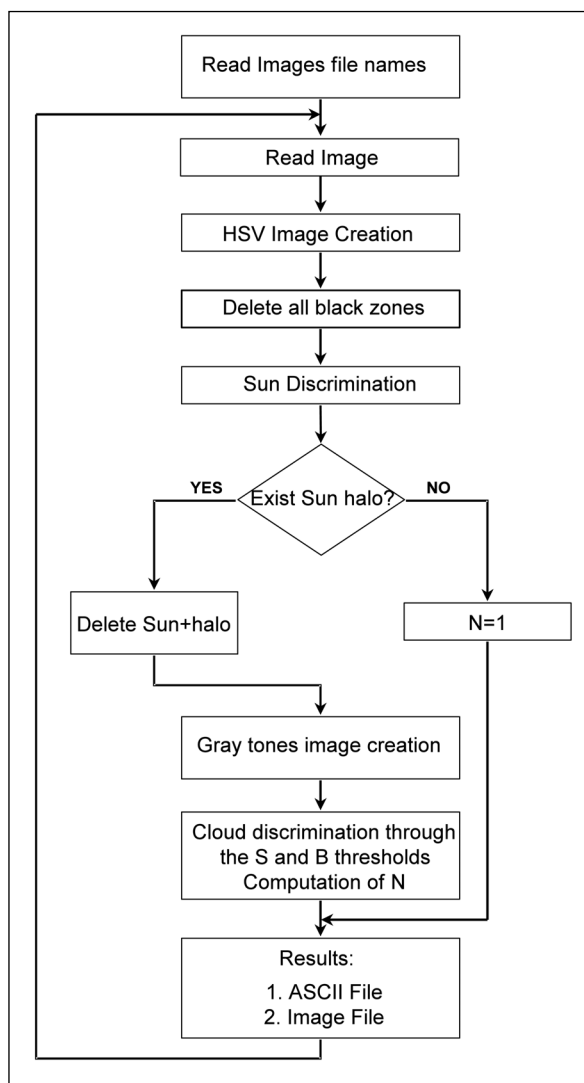 Read Images file names
Read Image
HSV Image Creation
Delete all black zones
Sun Discrimination
Exist Sun halo?
YES
NO
Delete Sun+halo
N=1
Gray tones image creation
Cloud discrimination through
the S and B thresholds
Computation of N
Results:
1. ASCII File
2. Image File